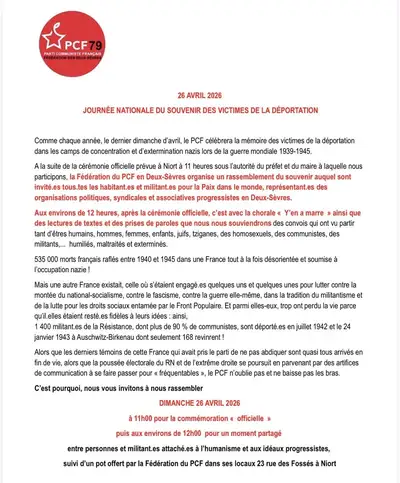 PCF79
PARTI COMMUNISTE FRANÇAIS
FÉDÉRATION DES DEUX-SÈVRES
26 AVRIL 2026
JOURNÉE NATIONALE DU SOUVENIR DES VICTIMES DE LA DÉPORTATION
Comme chaque année, le dernier dimanche d'avril, le PCF célèbrera la mémoire des victimes de la déportation
dans les camps de concentration et d'extermination nazis lors de la guerre mondiale 1939-1945.
A la suite de la cérémonie officielle prévue à Niort à 11 heures sous l'autorité du préfet et du maire à laquelle nous
participons, la Fédération du PCF en Deux-Sèvres organise un rassemblement du souvenir auquel sont
invité.es tous.tes les habitant.es et militant.es pour la Paix dans le monde, représentant.es des
organisations politiques, syndicales et associatives progressistes en Deux-Sèvres.
Aux environs de 12 heures, après la cérémonie officielle, c'est avec la chorale « Y'en a marre » ainsi que
des lectures de textes et des prises de paroles que nous nous souviendrons des convois qui ont vu partir
tant d'êtres humains, hommes, femmes, enfants, juifs, tziganes, des homosexuels, des communistes, des
militants,... humiliés, maltraités et exterminés.
535 000 morts français raflés entre 1940 et 1945 dans une France tout à la fois désorientée et soumise à
l'occupation nazie !
Mais une autre France existait, celle où s'étaient engagé.es quelques uns et quelques unes pour lutter contre la
montée du national-socialisme, contre le fascisme, contre la guerre elle-même, dans la tradition du militantisme et
de la lutte pour les droits sociaux entamée par le Front Populaire. Et parmi elles-eux, trop ont perdu la vie parce
qu'il.elles étaient resté.es fidèles à leurs idées : ainsi,
1 400 militant.es de la Résistance, dont plus de 90 % de communistes, sont déporté.es en juillet 1942 et le 24
janvier 1943 à Auschwitz-Birkenau dont seulement 168 revinrent !
Alors que les derniers témoins de cette France qui avait pris le parti de ne pas abdiquer sont quasi tous arrivés en
fin de vie, alors que la poussée électorale du RN et de l'extrême droite se poursuit en parvenant par des artifices
de communication à se faire passer pour « fréquentables », le PCF n'oublie pas et ne baisse pas les bras.
C'est pourquoi, nous vous invitons à nous rassembler
DIMANCHE 26 AVRIL 2026
à 11h00 pour la commémoration « officielle »
puis aux environs de 12h00 pour un moment partagé
entre personnes et militant.es attaché.es à l'humanisme et aux idéaux progressistes,
suivi d'un pot offert par la Fédération du PCF dans ses locaux 23 rue des Fossés à Niort